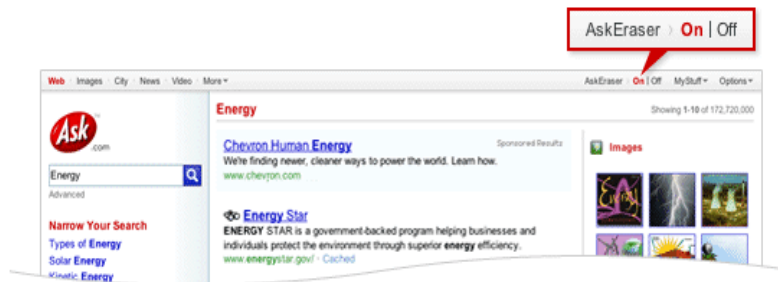 AskEraser On | Off
Web Images City News Video More
AskEraser On | Off MyStuff Options
Ask .com
Energy
Showing 1-10 of 172,720,000
Energy
Advanced
Narrow Your Search
Types of Energy
Solar Energy
Kinetic Energy
Chevron Human Energy
Sponsored Results
We're finding newer, cleaner ways to power the world. Learn how.
www.chevron.com
Energy Star
ENERGY STAR is a government-backed program helping businesses and
individuals protect the environment through superior energy efficiency.
www.energystar.gov/ - Cached
Images
Energy